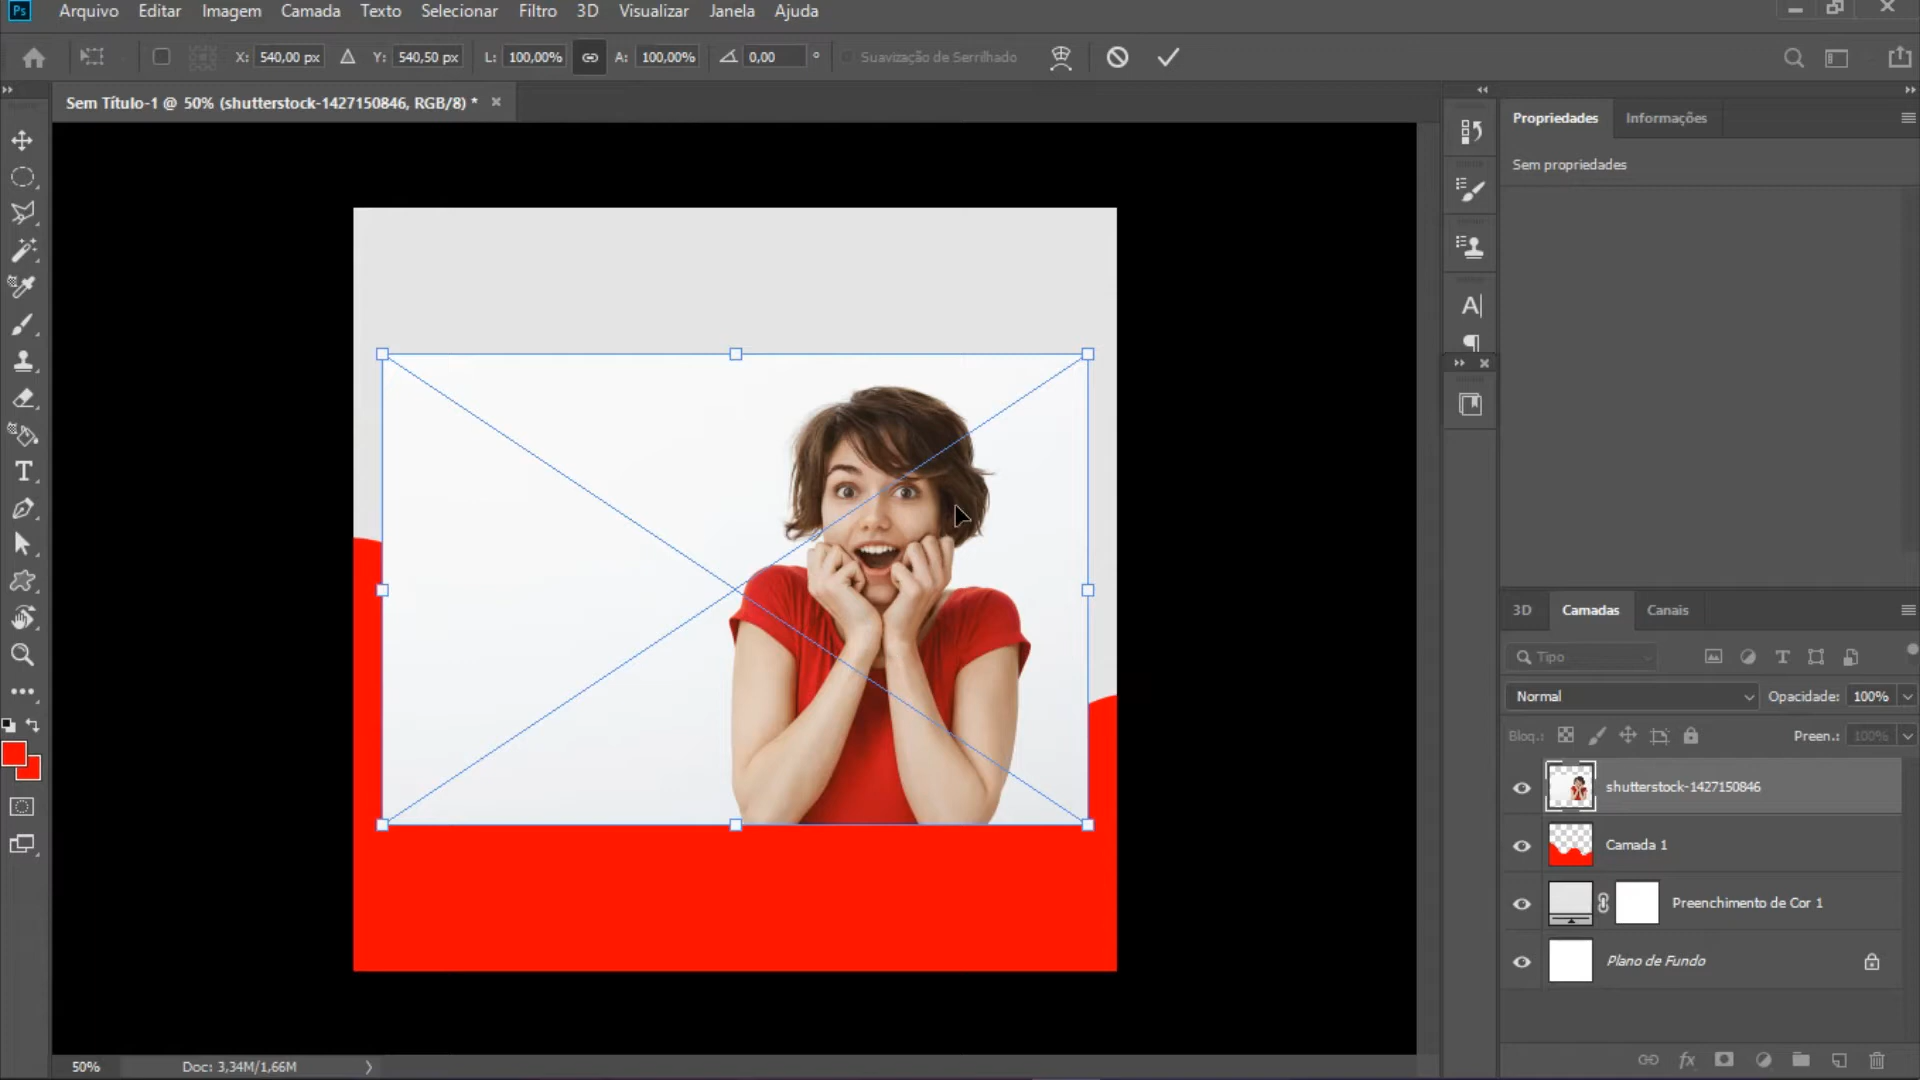 Ps Arquivo Editar Imagem Camada Texto Selecionar Filtro 3D Visualizar Janela Ajuda
X: 540,00 px Y: 540,50 px L: 100,00% A: 100,00% 0,00 ° Suavização de Serrilhado
Sem Título-1 @ 50% (shutterstock-1427150846, RGB/8) *
Propriedades Informações
Sem propriedades
3D Camadas Canais
Tipo
Normal Opacidade: 100%
Bloq.: Preen.: 100%
shutterstock-1427150846
Camada 1
Preenchimento de Cor 1
Plano de Fundo
50% Doc: 3,34M/1,66M